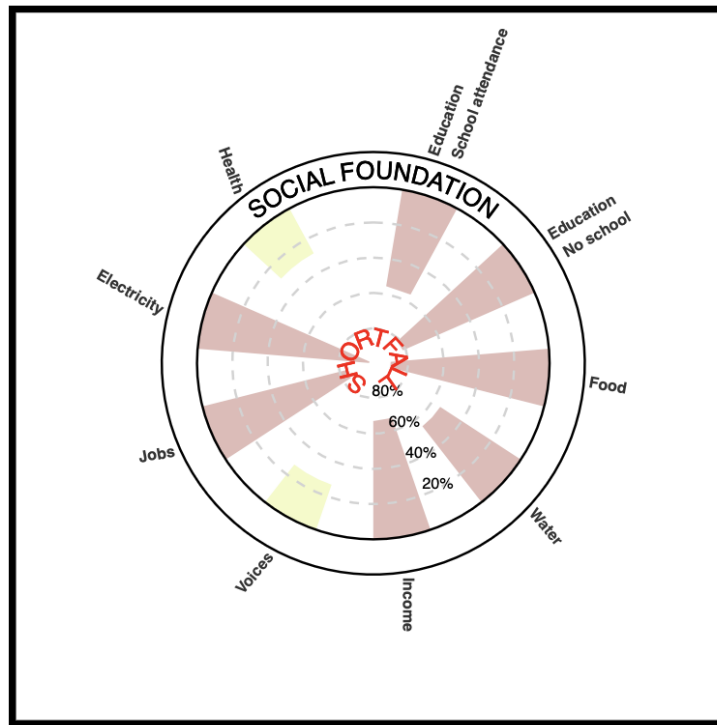 SOCIAL FOUNDATION
Education
School attendance
Education
No school
Food
Water
Income
Voices
Jobs
Electricity
Health
SHORTFALL
80%
60%
40%
20%